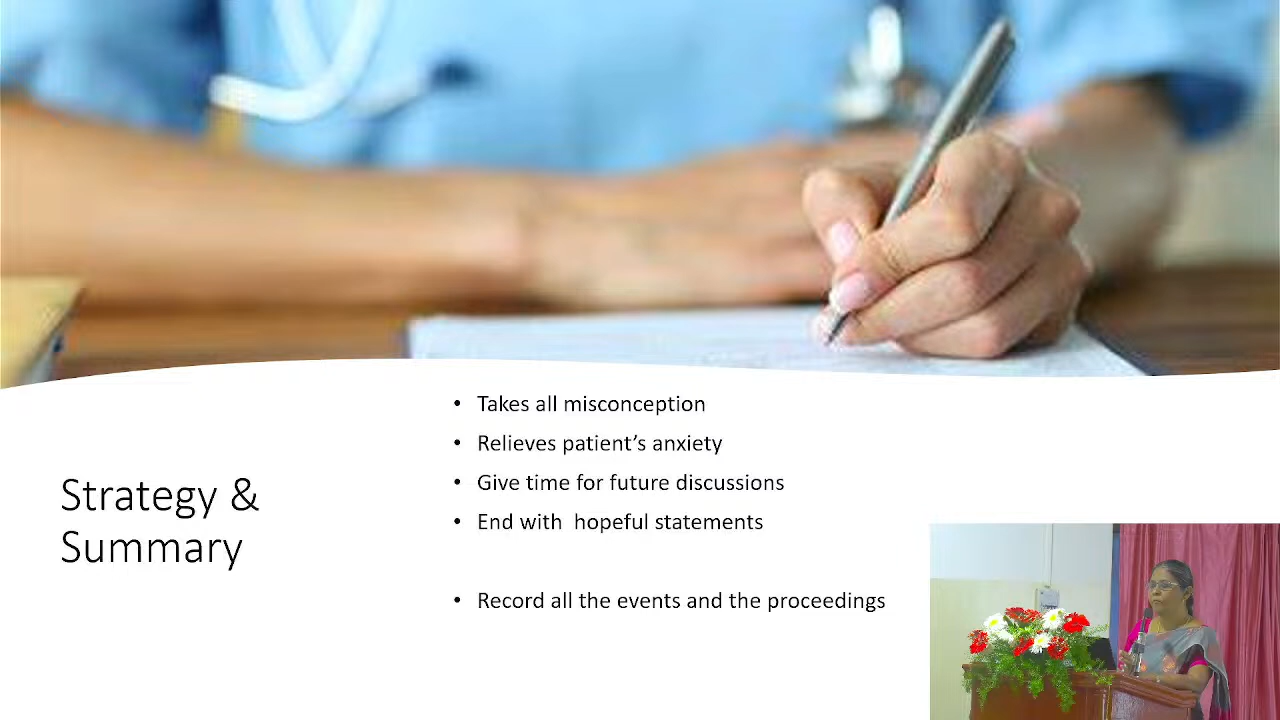 Strategy &
Summary
• Takes all misconception
• Relieves patient's anxiety
• Give time for future discussions
• End with  hopeful statements
• Record all the events and the proceedings